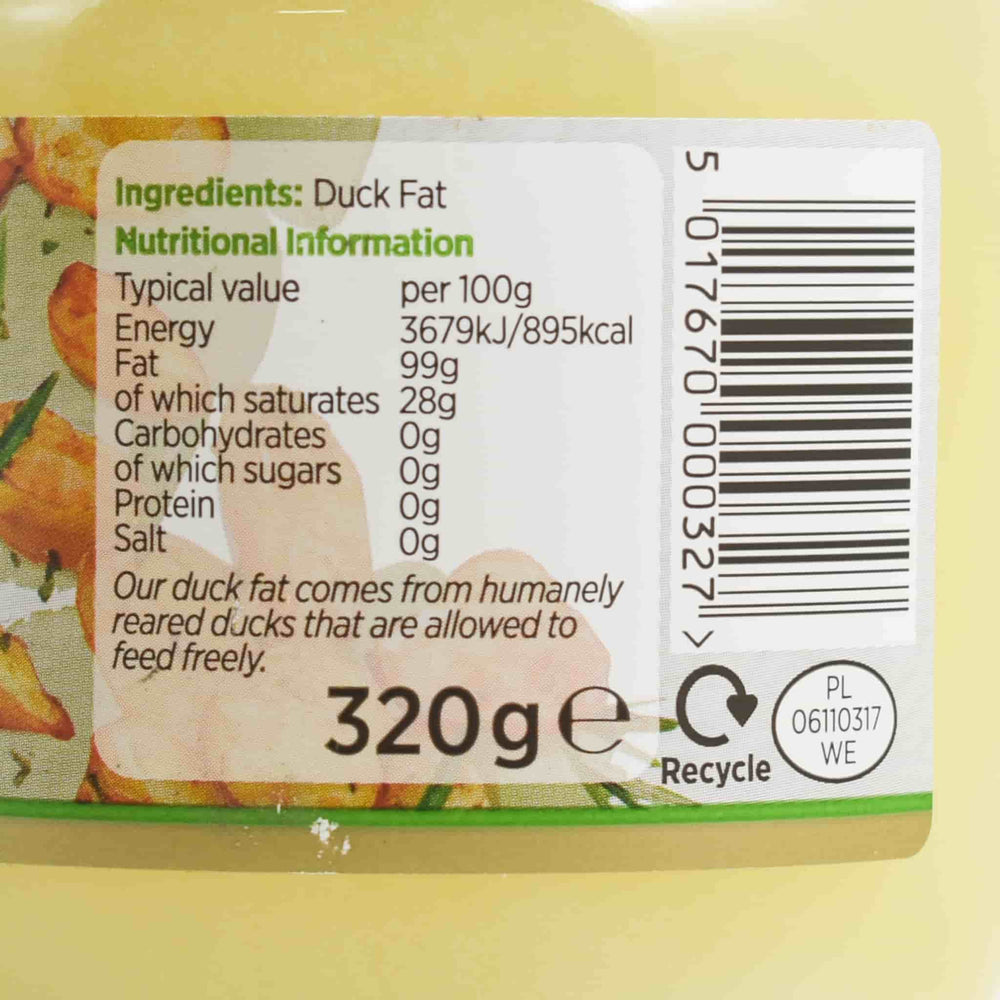 Ingredients: Duck Fat
Nutritional Information
Typical value per 100g
Energy 3679kJ/895kcal
Fat 99g
of which saturates 28g
Carbohydrates 0g
of which sugars 0g
Protein 0g
Salt 0g
Our duck fat comes from humanely
reared ducks that are allowed to
feed freely.
320g e
5 017670 000327 >
Recycle
PL
06110317
WE